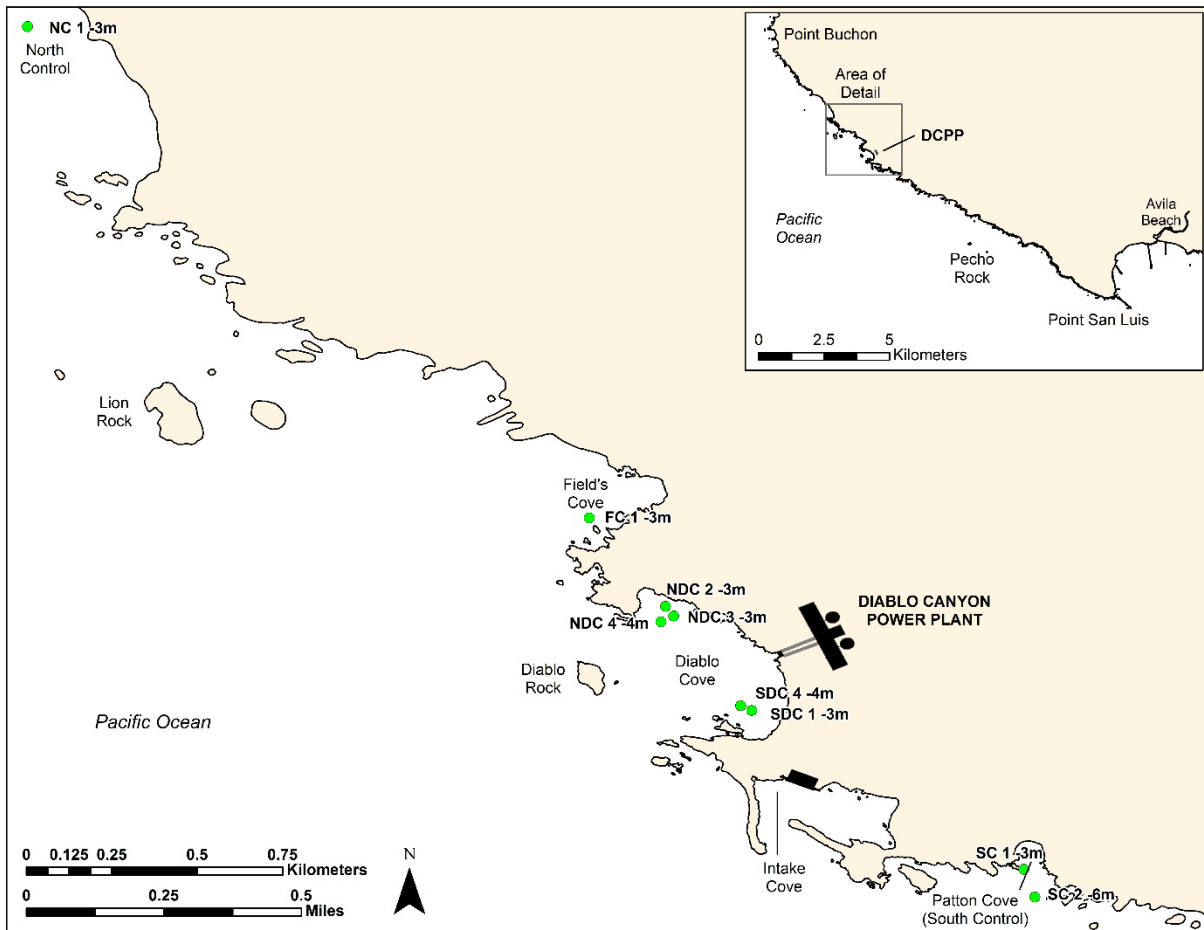 NC 1 -3m
North
Control
Point Buchon
Area of
Detail
DCPP
Pacific
Ocean
Avila
Beach
Pecho
Rock
Point San Luis
0 2.5 5
Kilometers
Lion
Rock
Field's
Cove
FC 1 -3m
NDC 2 -3m
NDC 3 -3m
NDC 4 -4m
DIABLO CANYON
POWER PLANT
Diablo
Rock
Diablo
Cove
SDC 4 -4m
SDC 1 -3m
Pacific Ocean
Intake
Cove
SC 1 -3m
SC 2 -6m
Patton Cove
(South Control)
0 0.125 0.25 0.5 0.75
Kilometers
0 0.25 0.5
Miles
N